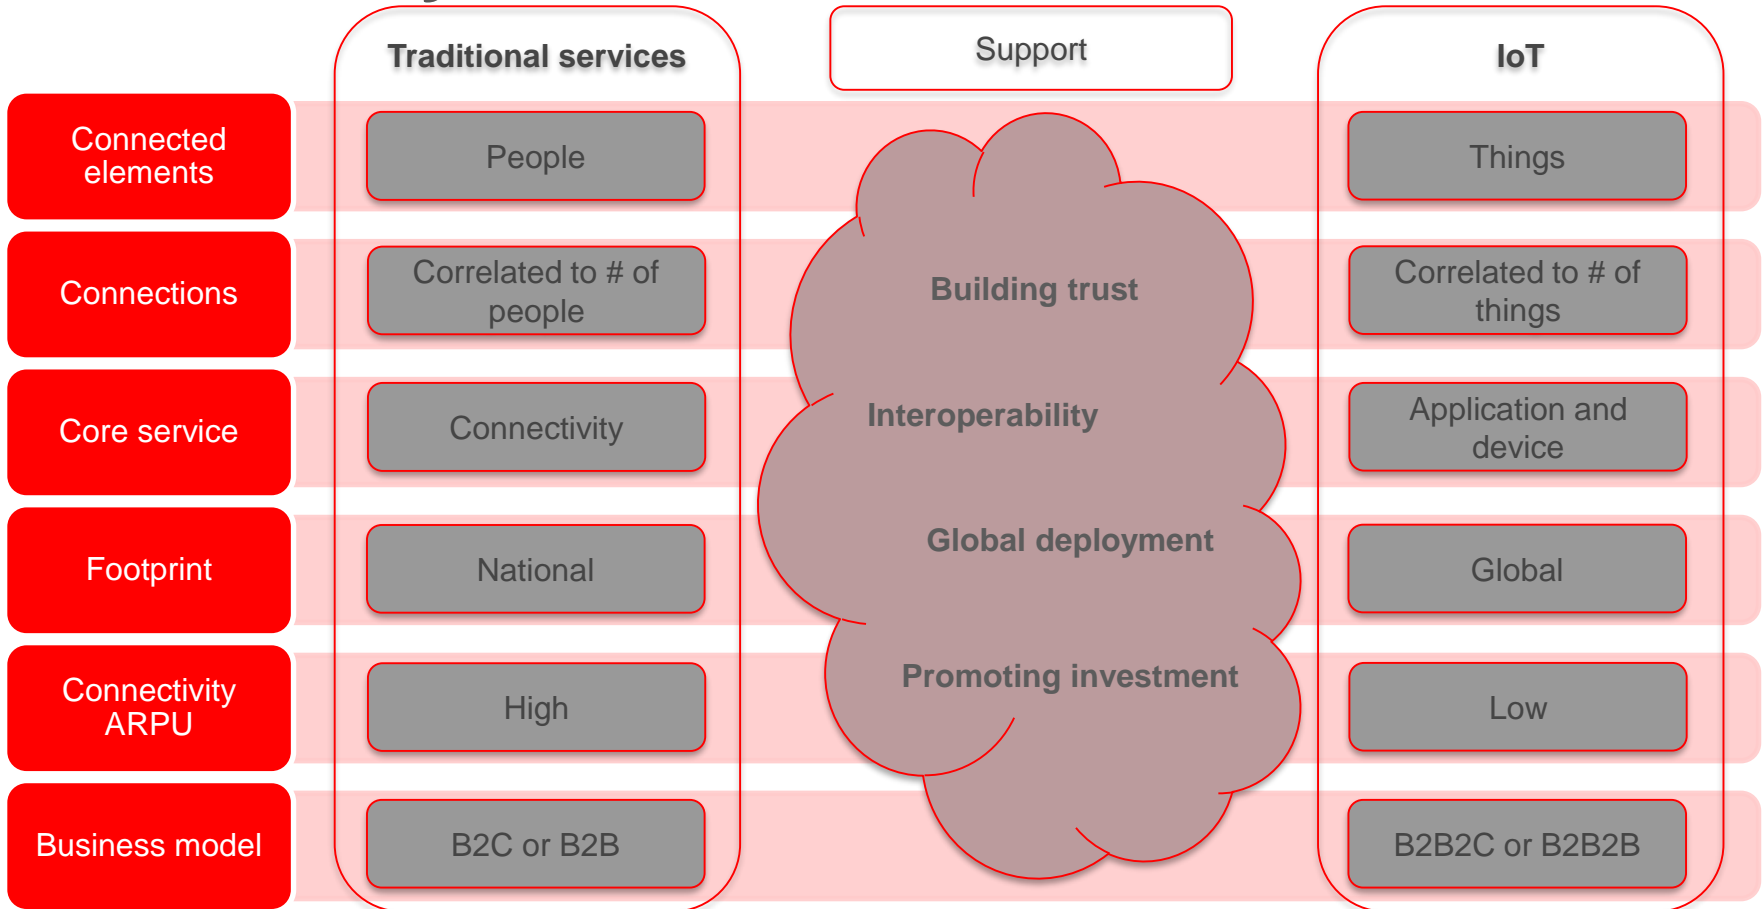 Traditional services
Support
IoT
Connected
elements
People
Things
Connections
Correlated to # of
people
Building trust
Correlated to # of
things
Core service
Connectivity
Interoperability
Application and
device
Footprint
National
Global deployment
Global
Connectivity
ARPU
High
Promoting investment
Low
Business model
B2C or B2B
B2B2C or B2B2B